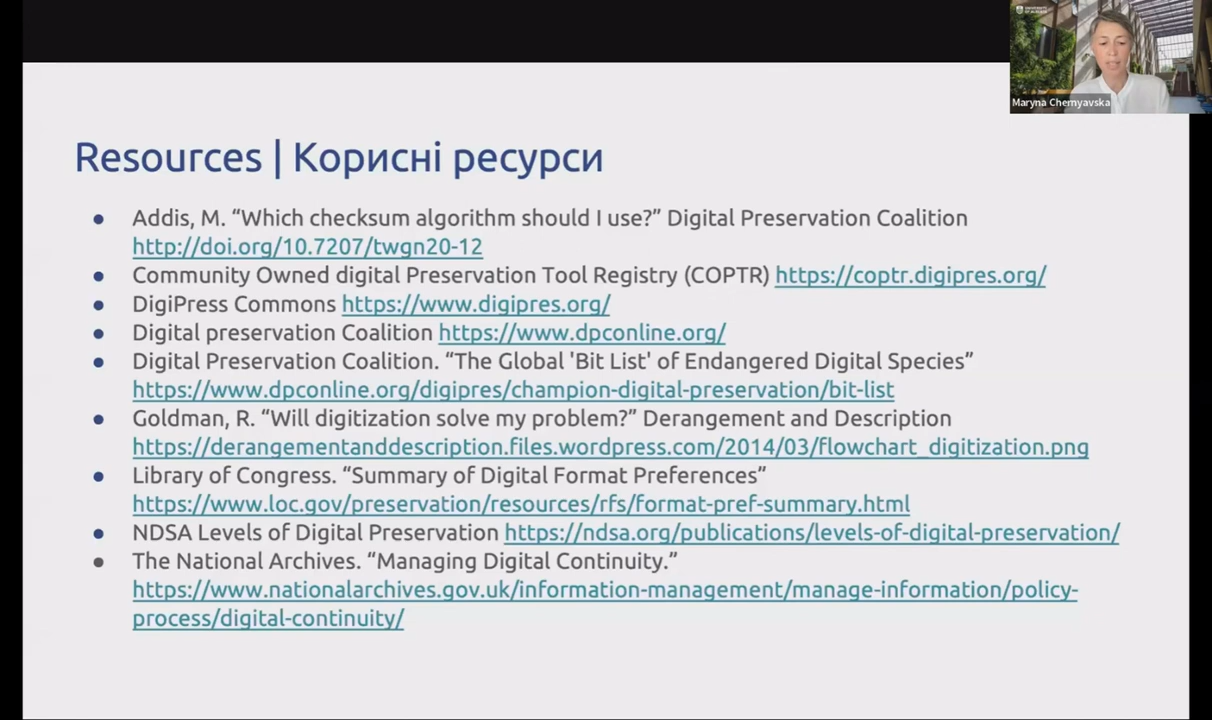 UNIVERSITY
OF ALBERTA
Maryna Chernyavska
Resources | Корисні ресурси
Addis, M. “Which checksum algorithm should I use?” Digital Preservation Coalition
http://doi.org/10.7207/twgn20-12
Community Owned digital Preservation Tool Registry (COPTR) https://coptr.digipres.org/
DigiPress Commons https://www.digipres.org/
Digital preservation Coalition https://www.dpconline.org/
Digital Preservation Coalition. “The Global 'Bit List' of Endangered Digital Species”
https://www.dpconline.org/digipres/champion-digital-preservation/bit-list
Goldman, R. “Will digitization solve my problem?” Derangement and Description
https://derangementanddescription.files.wordpress.com/2014/03/flowchart_digitization.png
Library of Congress. “Summary of Digital Format Preferences”
https://www.loc.gov/preservation/resources/rfs/format-pref-summary.html
NDSA Levels of Digital Preservation https://ndsa.org/publications/levels-of-digital-preservation/
The National Archives. “Managing Digital Continuity.”
https://www.nationalarchives.gov.uk/information-management/manage-information/policy-
process/digital-continuity/